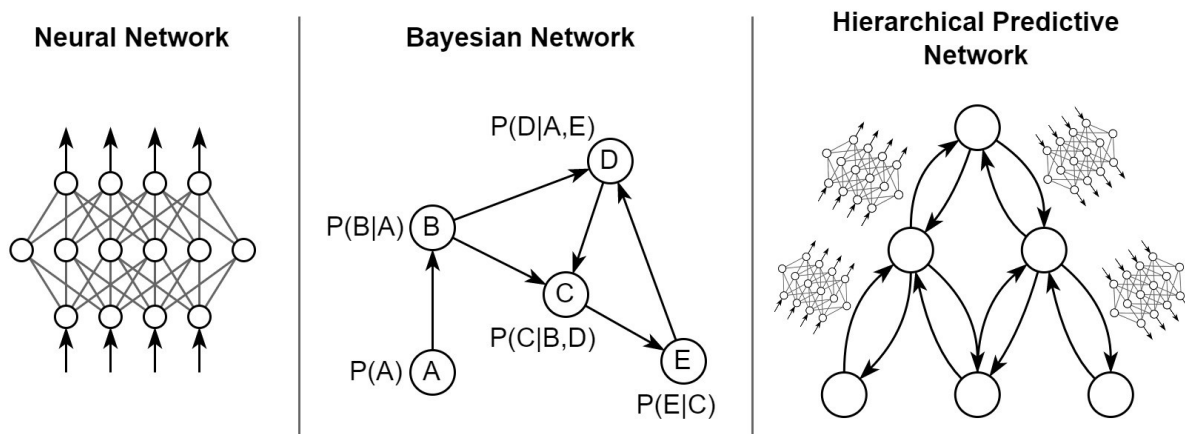 Neural Network
Bayesian Network
Hierarchical Predictive
Network
P(D|A,E)
D
P(B|A)
B
C
P(C|B,D)
P(A)
A
E
P(E|C)